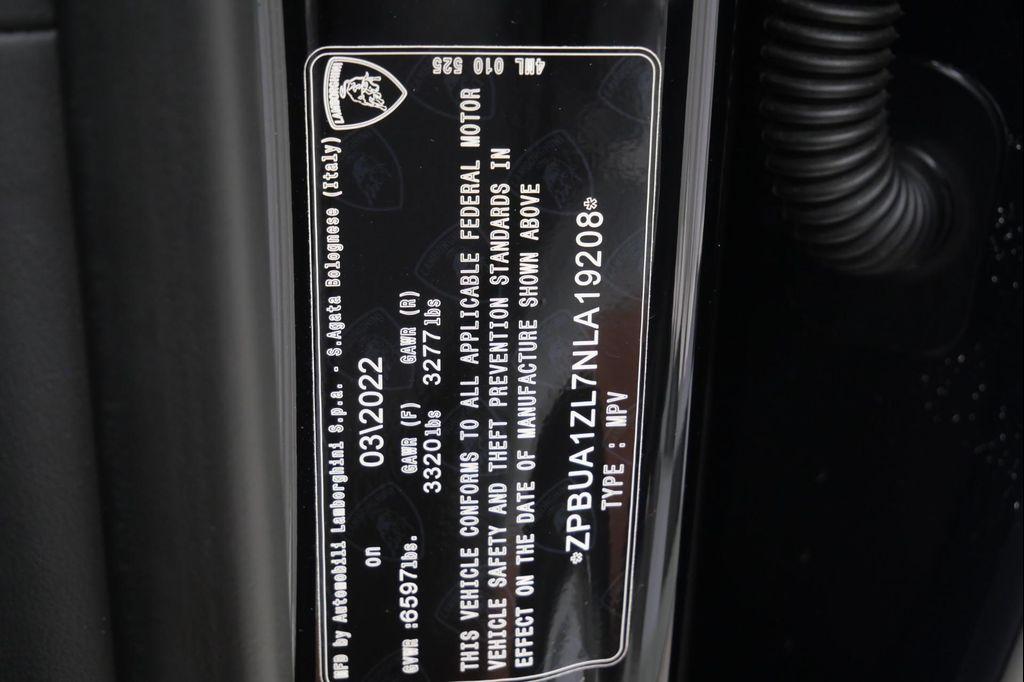 LAMBORGHINI
4ML 010 525
MFD by Automobili Lamborghini S.p.a. - S.Agata Bolognese (Italy)
on 03\2022
GVWR :6597lbs. GAWR (F) GAWR (R)
3320lbs 3277lbs
THIS VEHICLE CONFORMS TO ALL APPLICABLE FEDERAL MOTOR
VEHICLE SAFETY AND THEFT PREVENTION STANDARDS IN
EFFECT ON THE DATE OF MANUFACTURE SHOWN ABOVE
*ZPBUA1ZL7NLA19208*
TYPE : MPV